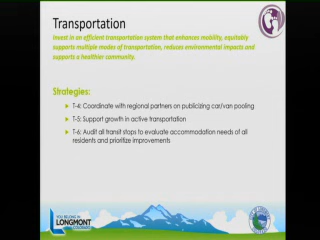 Transportation
Invest in an efficient transportation system that enhances mobility, equitably
supports multiple modes of transportation, reduces environmental impacts and
supports a healthier community.
Strategies:
T-4: Coordinate with regional partners on publicizing car/van pooling
T-5: Support growth in active transportation
T-6: Audit all transit stops to evaluate accommodation needs of all
residents and prioritize improvements
YOU BELONG IN
LONGMONT
COLORADO